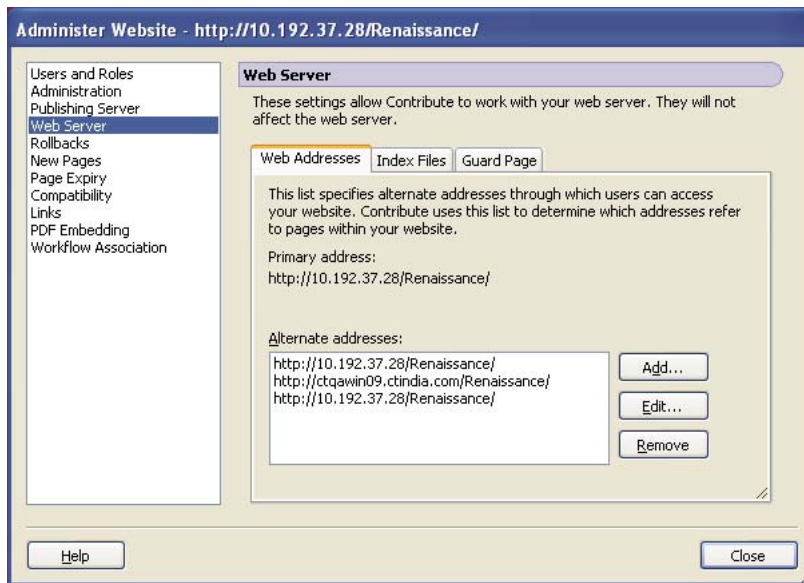 Administer Website - http://10.192.37.28/Renaissance/
Users and Roles
Administration
Publishing Server
Web Server
Rollbacks
New Pages
Page Expiry
Compatibility
Links
PDF Embedding
Workflow Association
Web Server
These settings allow Contribute to work with your web server. They will not
affect the web server.
Web Addresses
Index Files
Guard Page
This list specifies alternate addresses through which users can access
your website. Contribute uses this list to determine which addresses refer
to pages within your website.
Primary address:
http://10.192.37.28/Renaissance/
Alternate addresses:
http://10.192.37.28/Renaissance/
http://ctqawin09.ctindia.com/Renaissance/
http://10.192.37.28/Renaissance/
Add...
Edit...
Remove
Help
Close